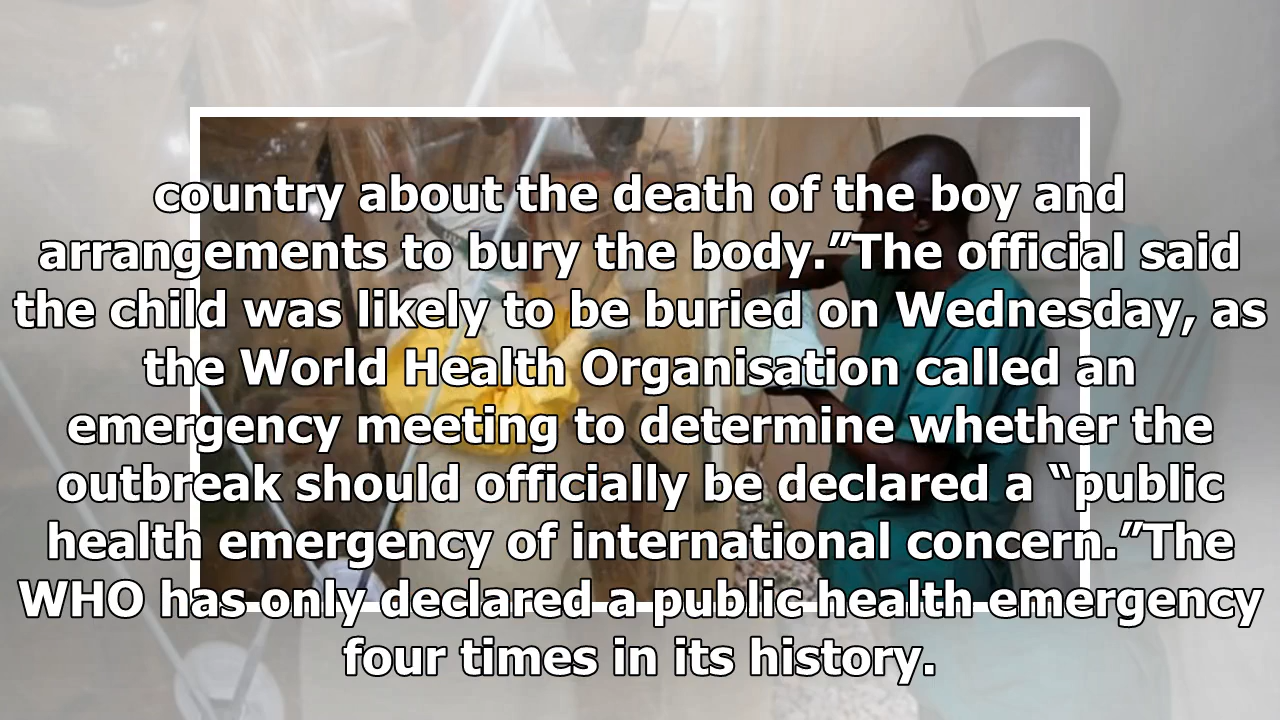 country about the death of the boy and
arrangements to bury the body.”The official said
the child was likely to be buried on Wednesday, as
the World Health Organisation called an
emergency meeting to determine whether the
outbreak should officially be declared a “public
health emergency of international concern.”The
WHO has only declared a public health emergency
four times in its history.